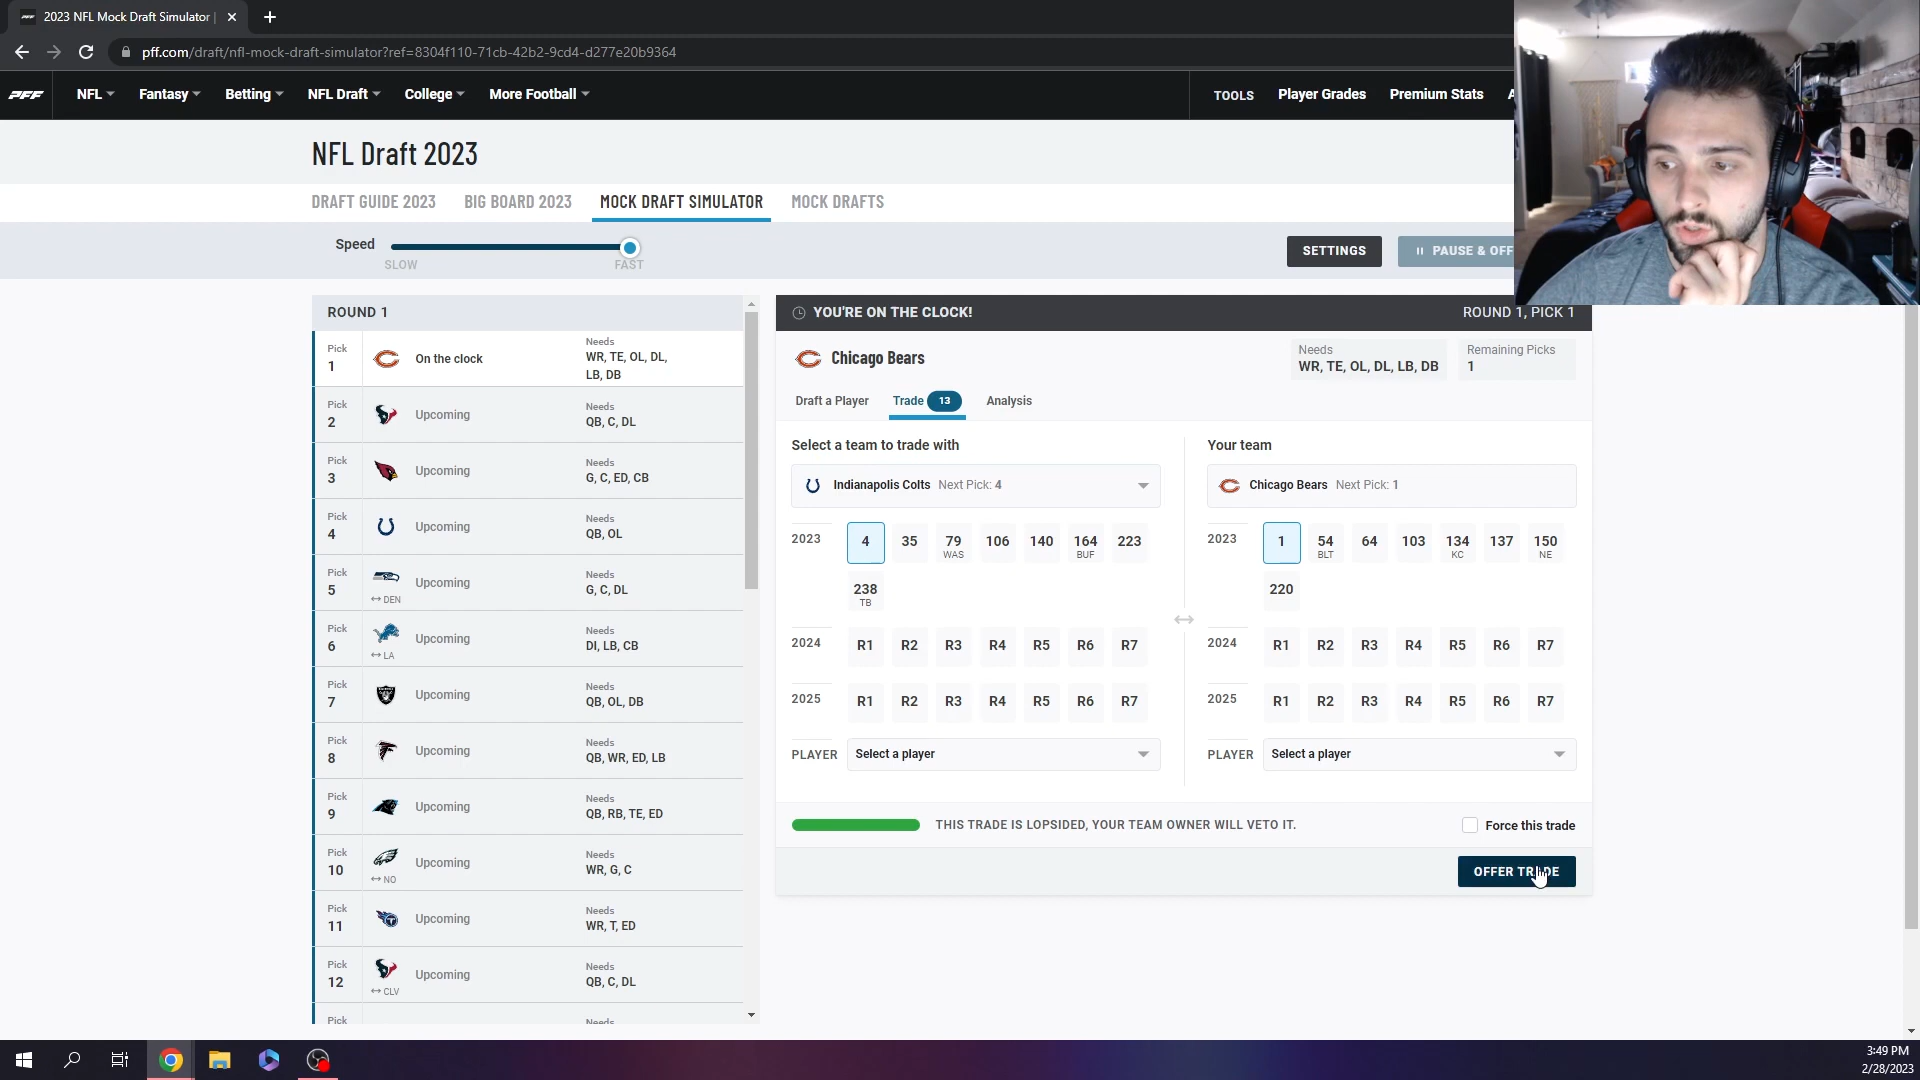 PFF 2023 NFL Mock Draft Simulator |
pff.com/draft/nfl-mock-draft-simulator?ref=8304f110-71cb-42b2-9cd4-d277e20b9364
PFF NFL Fantasy Betting NFL Draft College More Football TOOLS Player Grades Premium Stats A
NFL Draft 2023
DRAFT GUIDE 2023 BIG BOARD 2023 MOCK DRAFT SIMULATOR MOCK DRAFTS
Speed
SLOW FAST
SETTINGS PAUSE & OFF
ROUND 1
Pick 1 On the clock Needs WR, TE, OL, DL, LB, DB
Pick 2 Upcoming Needs QB, C, DL
Pick 3 Upcoming Needs G, C, ED, CB
Pick 4 Upcoming Needs QB, OL
Pick 5 DEN Upcoming Needs G, C, DL
Pick 6 LA Upcoming Needs DI, LB, CB
Pick 7 Upcoming Needs QB, OL, DB
Pick 8 Upcoming Needs QB, WR, ED, LB
Pick 9 Upcoming Needs QB, RB, TE, ED
Pick 10 NO Upcoming Needs WR, G, C
Pick 11 Upcoming Needs WR, T, ED
Pick 12 CLV Upcoming Needs QB, C, DL
Pick Needs
YOU'RE ON THE CLOCK! ROUND 1, PICK 1
Chicago Bears
Needs
WR, TE, OL, DL, LB, DB
Remaining Picks
1
Draft a Player Trade 13 Analysis
Select a team to trade with
Indianapolis Colts Next Pick: 4
2023 4 35 79 WAS 106 140 164 BUF 223
238 TB
2024 R1 R2 R3 R4 R5 R6 R7
2025 R1 R2 R3 R4 R5 R6 R7
PLAYER Select a player
Your team
Chicago Bears Next Pick: 1
2023 1 54 BLT 64 103 134 KC 137 150 NE
220
2024 R1 R2 R3 R4 R5 R6 R7
2025 R1 R2 R3 R4 R5 R6 R7
PLAYER Select a player
THIS TRADE IS LOPSIDED, YOUR TEAM OWNER WILL VETO IT. Force this trade
OFFER TRADE
3:49 PM
2/28/2023